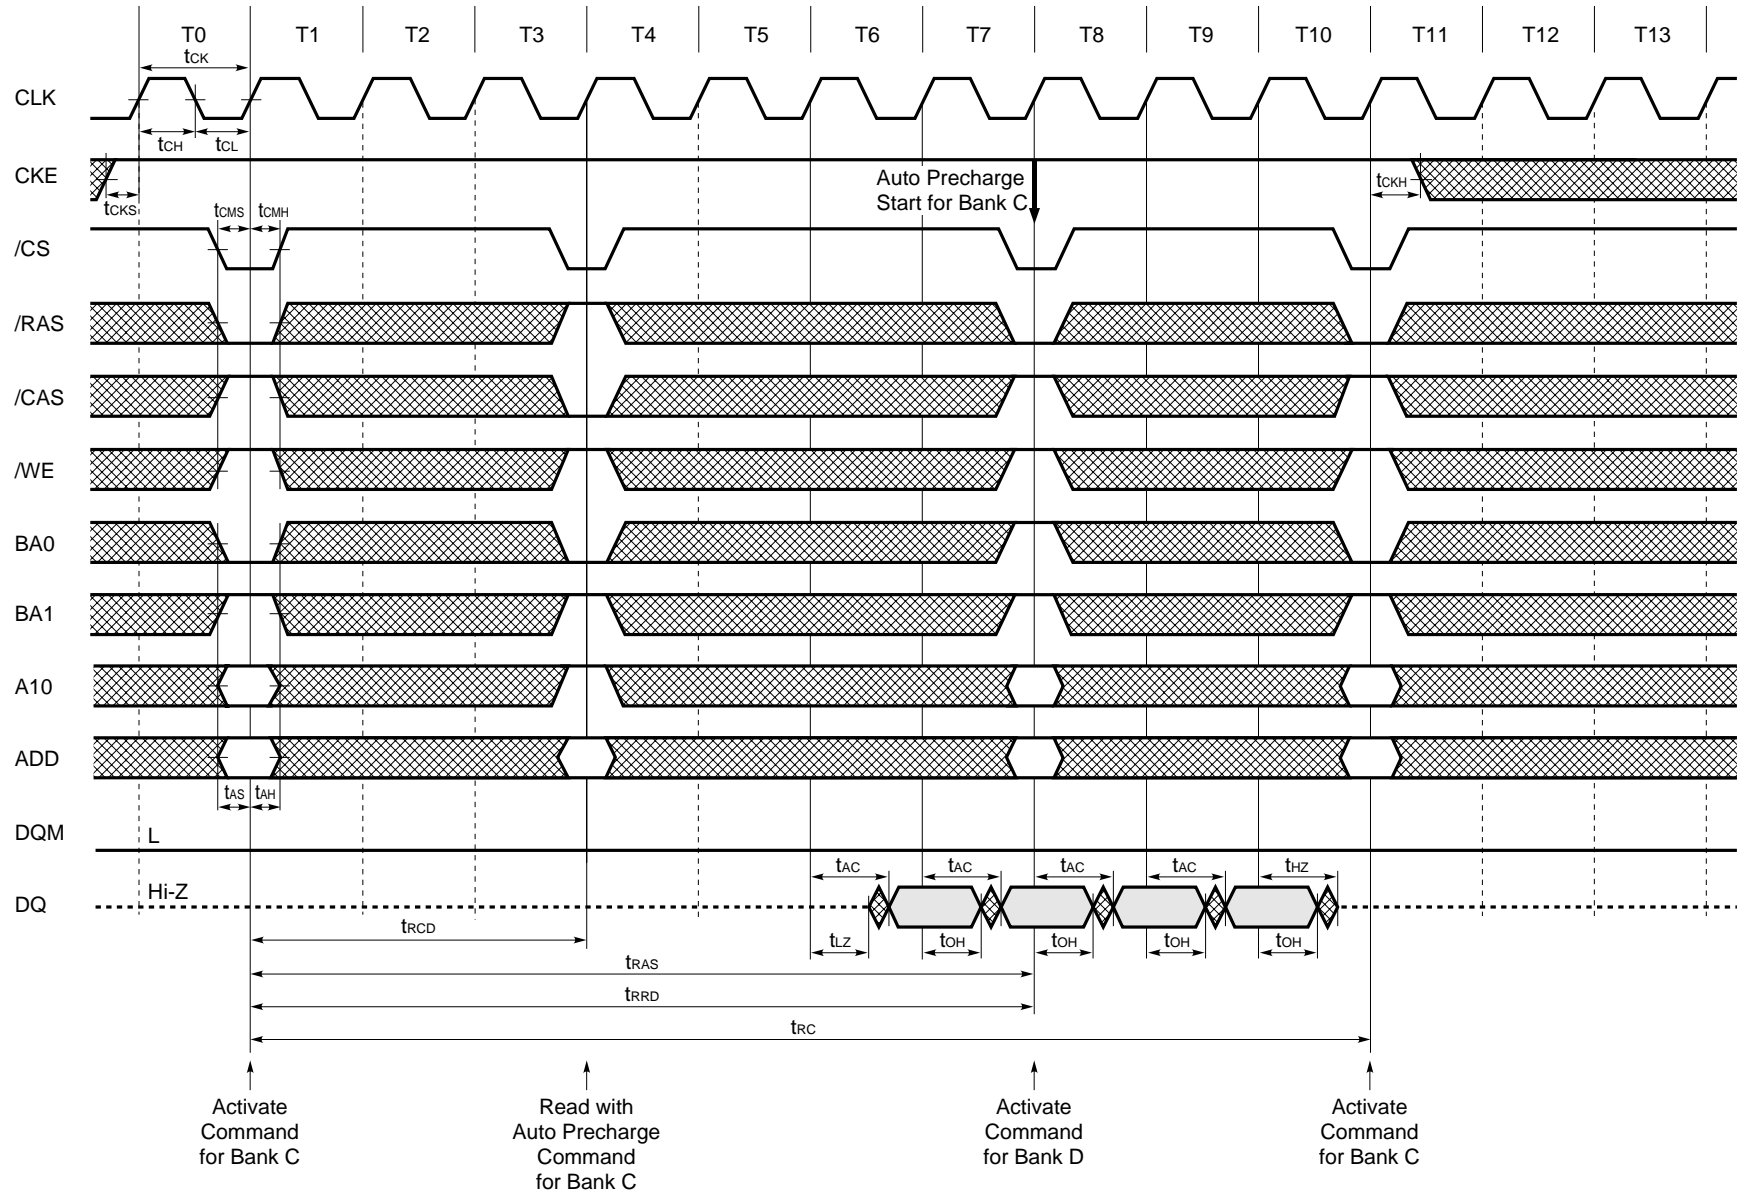 T0 T1 T2 T3 T4 T5 T6 T7 T8 T9 T10 T11 T12 T13
tCK
CLK
tCH tCL
CKE
Auto Precharge
Start for Bank C
tCKH
tCKS
tCMS tCMH
/CS
/RAS
/CAS
/WE
BA0
BA1
A10
ADD
tAS tAH
DQM
L
tAC tAC tAC tAC tHZ
Hi-Z
DQ
tRCD
tLZ tOH tOH tOH tOH
tRAS
tRRD
tRC
Activate
Command
for Bank C
Read with
Auto Precharge
Command
for Bank C
Activate
Command
for Bank D
Activate
Command
for Bank C